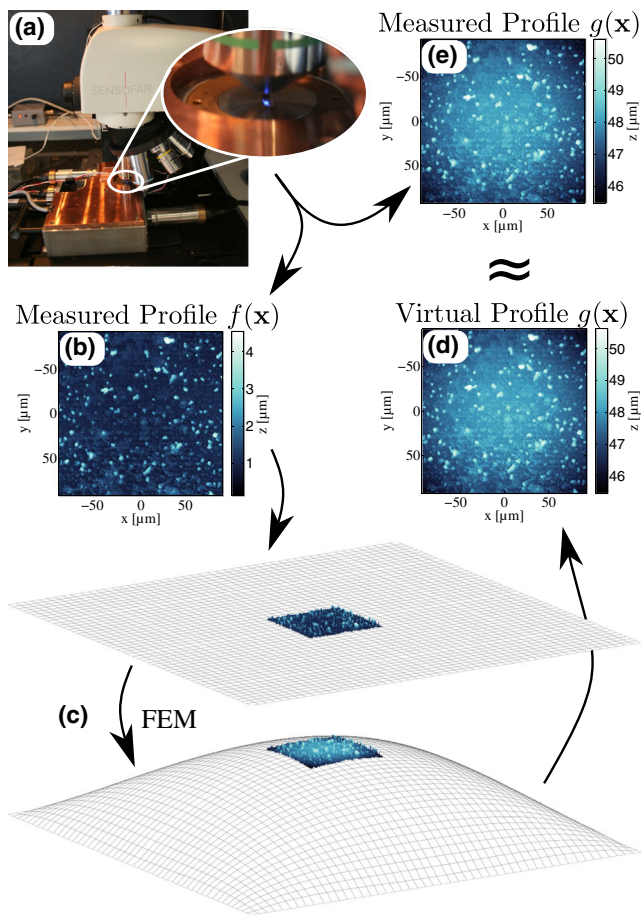 (a)
SENSOFAR
Measured Profile g(x)
(e)
−50
0
50
y [µm]
−50 0 50
x [µm]
50
49
48
47
46
z [µm]
≈
Measured Profile f(x)
(b)
−50
0
50
y [µm]
−50 0 50
x [µm]
4
3
2
1
z [µm]
Virtual Profile g(x)
(d)
−50
0
50
y [µm]
−50 0 50
x [µm]
50
49
48
47
46
z [µm]
(c)
FEM